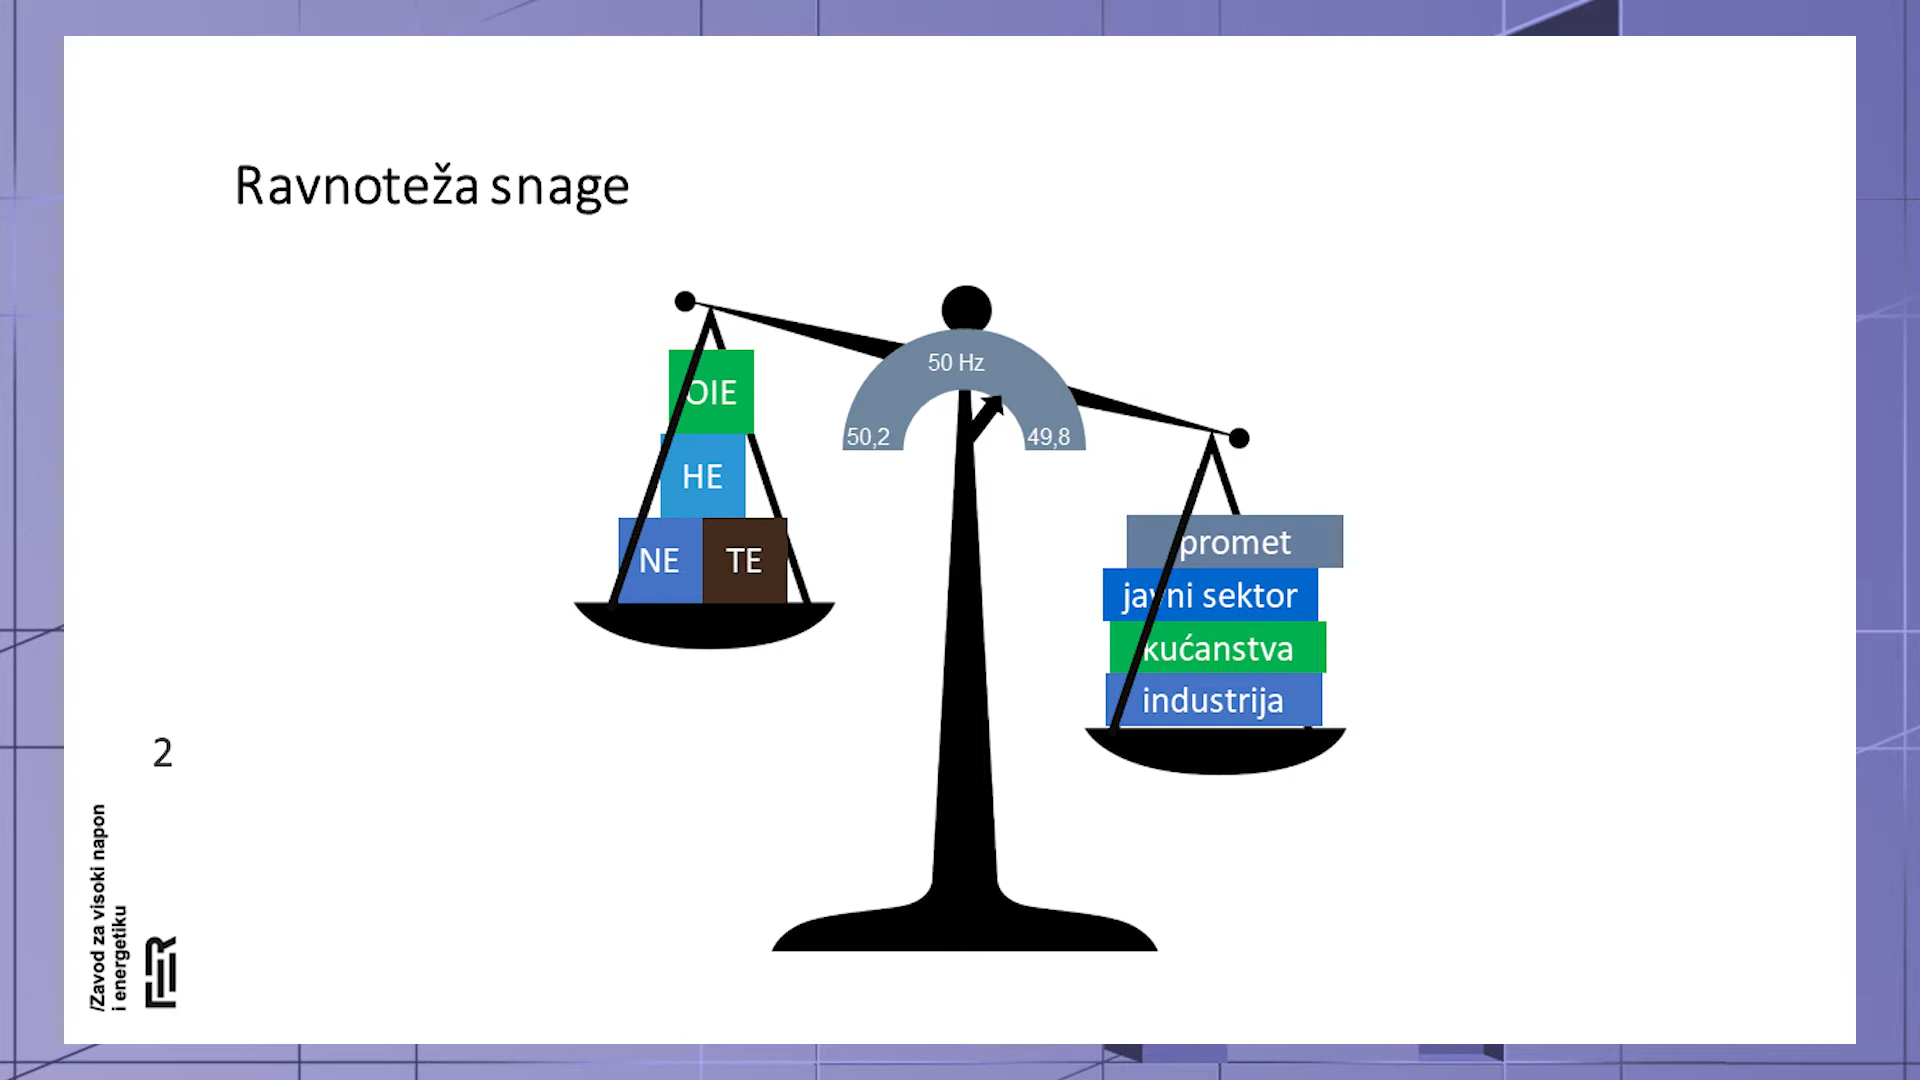 Ravnoteža snage
50 Hz
50,2
49,8
OIE
HE
NE
TE
promet
javni sektor
kućanstva
industrija
2
/Zavod za visoki napon
i energetiku